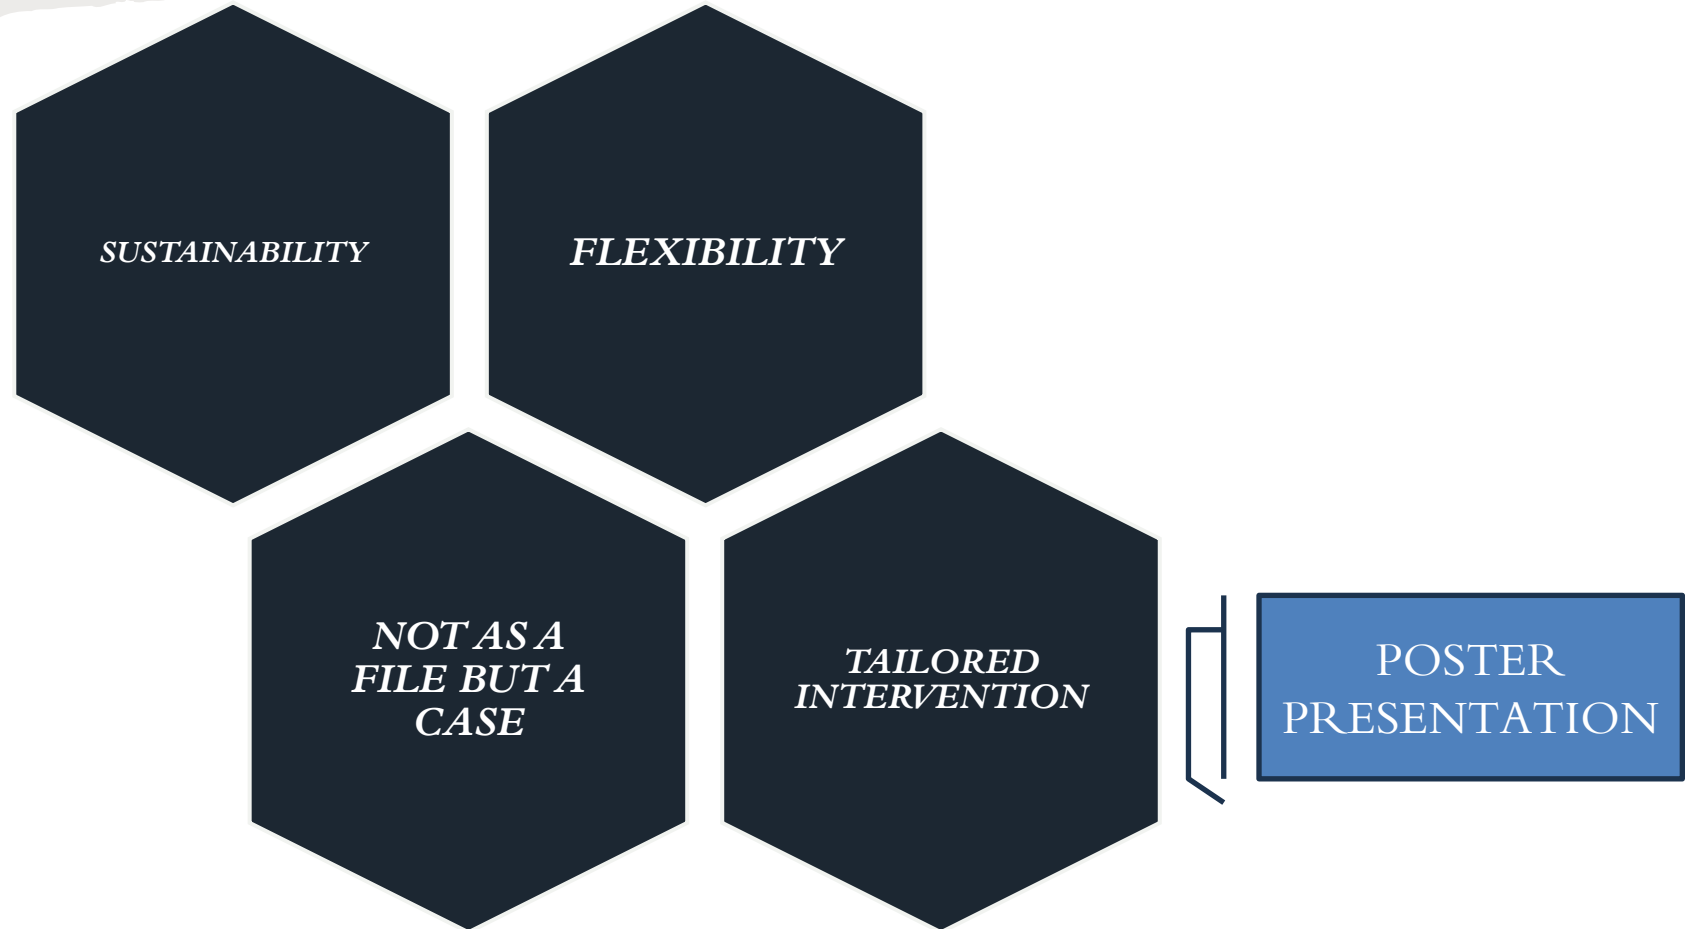 SUSTAINABILITY
FLEXIBILITY
NOT AS A
FILE BUT A
CASE
TAILORED
INTERVENTION
POSTER
PRESENTATION